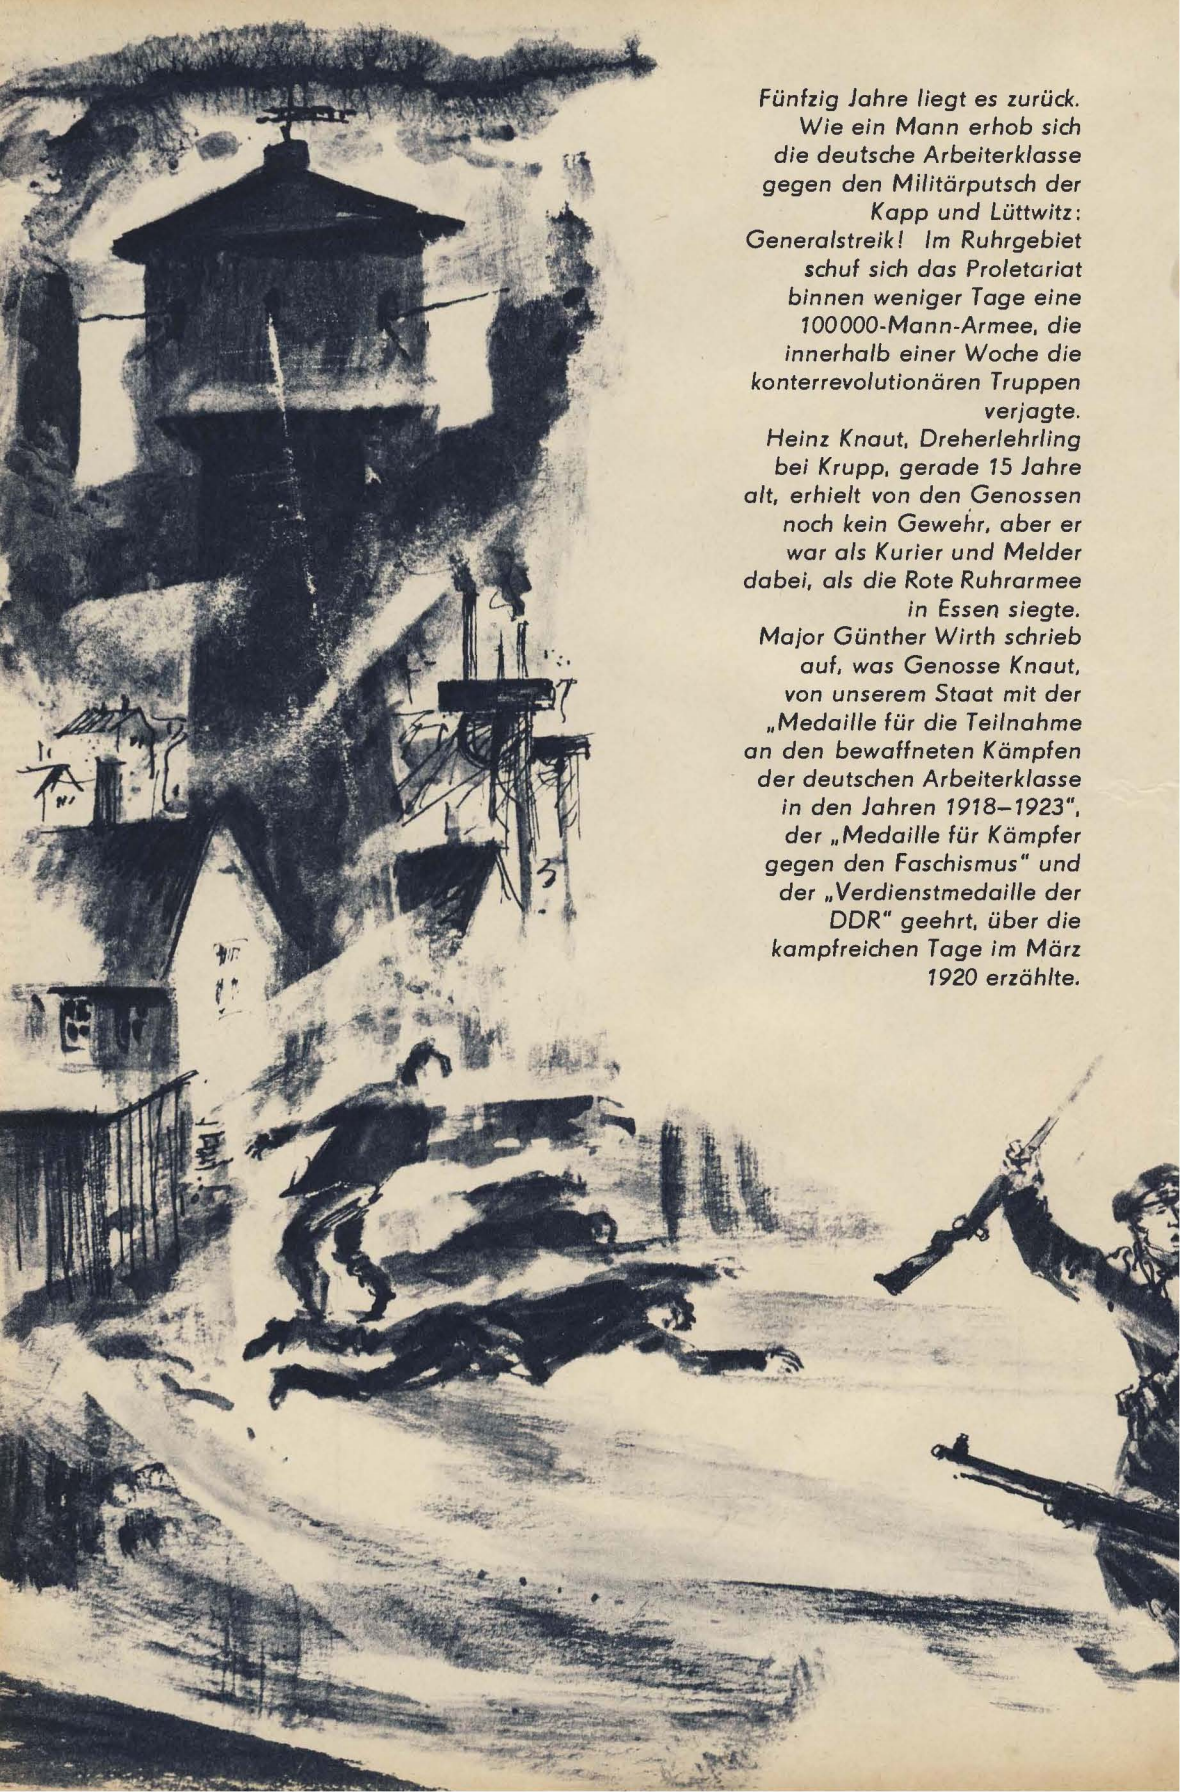 Fünfzig Jahre liegt es zurück.
Wie ein Mann erhob sich
die deutsche Arbeiterklasse
gegen den Militärputsch der
Kapp und Lüttwitz:
Generalstreik! Im Ruhrgebiet
schuf sich das Proletariat
binnen weniger Tage eine
100000-Mann-Armee, die
innerhalb einer Woche die
konterrevolutionären Truppen
verjagte.
Heinz Knaut, Dreherlehrling
bei Krupp, gerade 15 Jahre
alt, erhielt von den Genossen
noch kein Gewehr, aber er
war als Kurier und Melder
dabei, als die Rote Ruhrarmee
in Essen siegte.
Major Günther Wirth schrieb
auf, was Genosse Knaut,
von unserem Staat mit der
„Medaille für die Teilnahme
an den bewaffneten Kämpfen
der deutschen Arbeiterklasse
in den Jahren 1918–1923“,
der „Medaille für Kämpfer
gegen den Faschismus“ und
der „Verdienstmedaille der
DDR“ geehrt, über die
kampfreichen Tage im März
1920 erzählte.